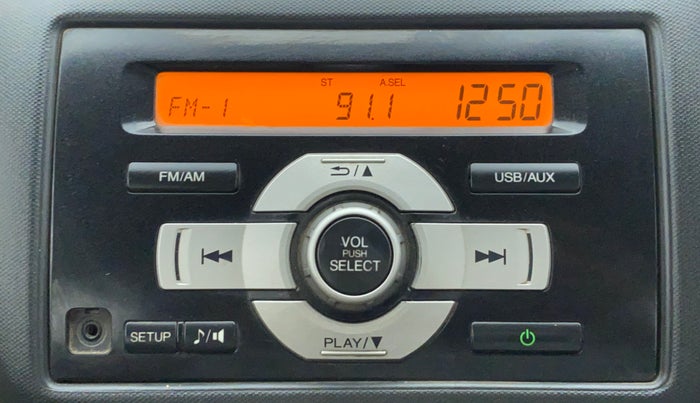 ST A.SEL
FM-1 91.1 12 50
FM/AM
USB/AUX
VOL
PUSH
SELECT
SETUP
PLAY/▼